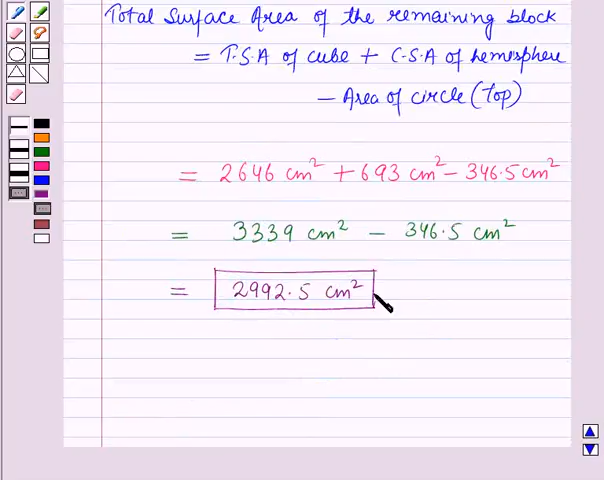 Total Surface Area of the remaining block
= T.S.A of cube + C.S.A of hemisphere
- Area of circle (Top)
= 2646 cm² + 693 cm² - 346.5 cm²
= 3339 cm² - 346.5 cm²
= 2992.5 cm²